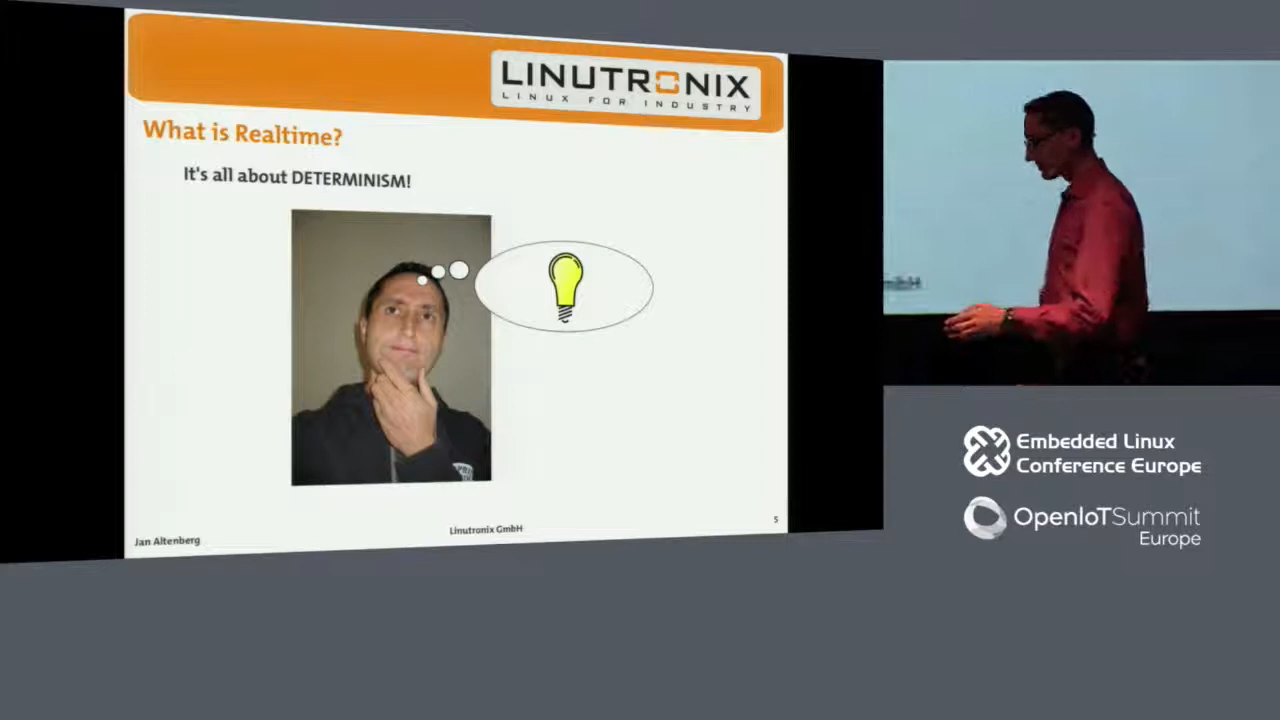 LINUTRONIX
LINUX FOR INDUSTRY
What is Realtime?
It's all about DETERMINISM!
Jan Altenberg
Linutronix GmbH
5
Embedded Linux
Conference Europe
OpenIoTSummit
Europe